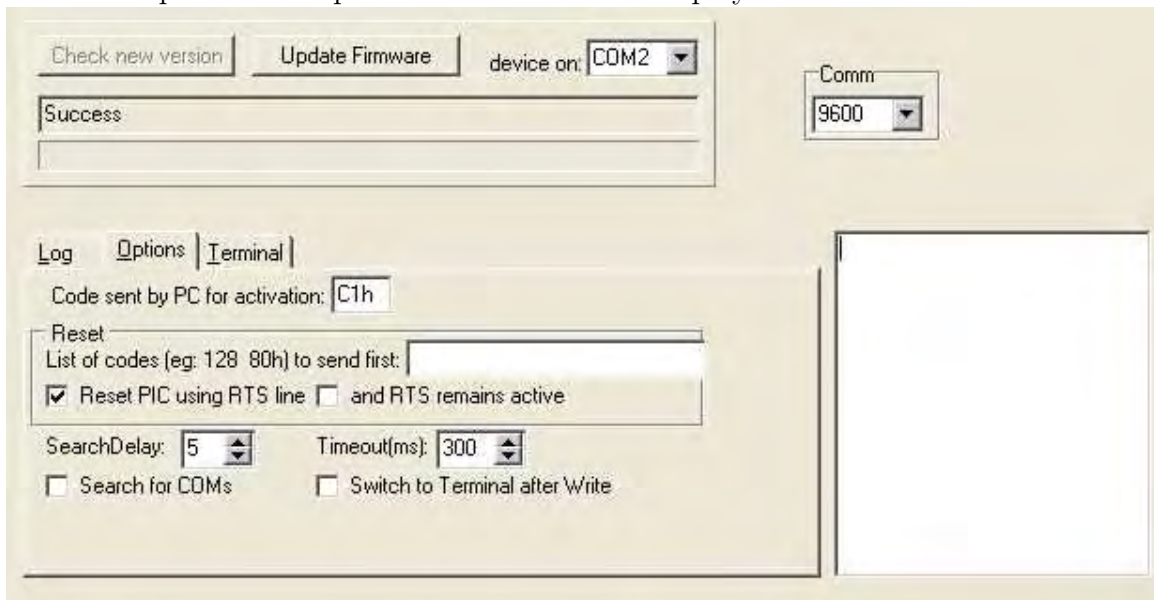 Check new version Update Firmware device on: COM2
Success
Comm
9600
Log Options Terminal
Code sent by PC for activation: C1h
Reset
List of codes (eg: 128 80h) to send first:
Reset PIC using RTS line and RTS remains active
SearchDelay: 5 Timeout(ms): 300
Search for COMs Switch to Terminal after Write